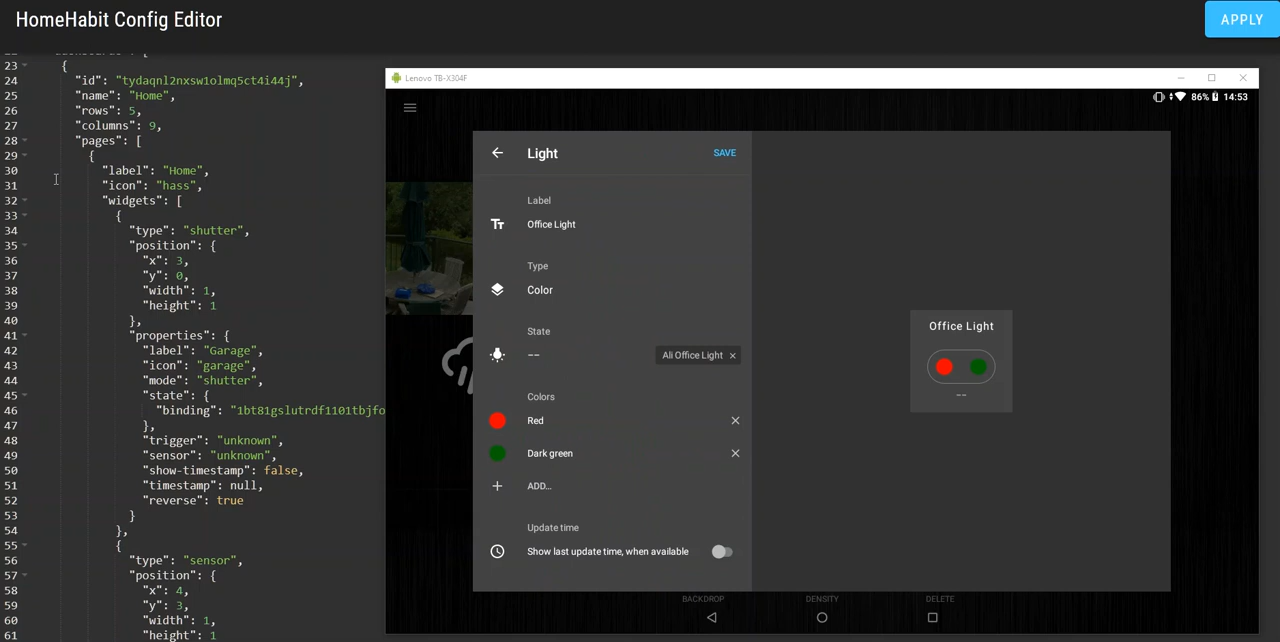 HomeHabit Config Editor
APPLY
23 {
24 "id": "tydaqnl2nxsw1olmq5ct4i44j",
25 "name": "Home",
26 "rows": 5,
27 "columns": 9,
28 "pages": [
29 {
30 "label": "Home",
31 "icon": "hass",
32 "widgets": [
33 {
34 "type": "shutter",
35 "position": {
36 "x": 3,
37 "y": 0,
38 "width": 1,
39 "height": 1
40 },
41 "properties": {
42 "label": "Garage",
43 "icon": "garage",
44 "mode": "shutter",
45 "state": {
46 "binding": "1bt81gslutrdf1101tbjfo
47 },
48 "trigger": "unknown",
49 "sensor": "unknown",
50 "show-timestamp": false,
51 "timestamp": null,
52 "reverse": true
53 }
54 },
55 {
56 "type": "sensor",
57 "position": {
58 "x": 4,
59 "y": 3,
60 "width": 1,
61 "height": 1
Lenovo TB-X304F
86% 14:53
Light
SAVE
Label
Tт Office Light
Type
Color
State
--
Ali Office Light ×
Colors
Red
Dark green
+ ADD...
Update time
Show last update time, when available
Office Light
--
BACKDROP
DENSITY
DELETE